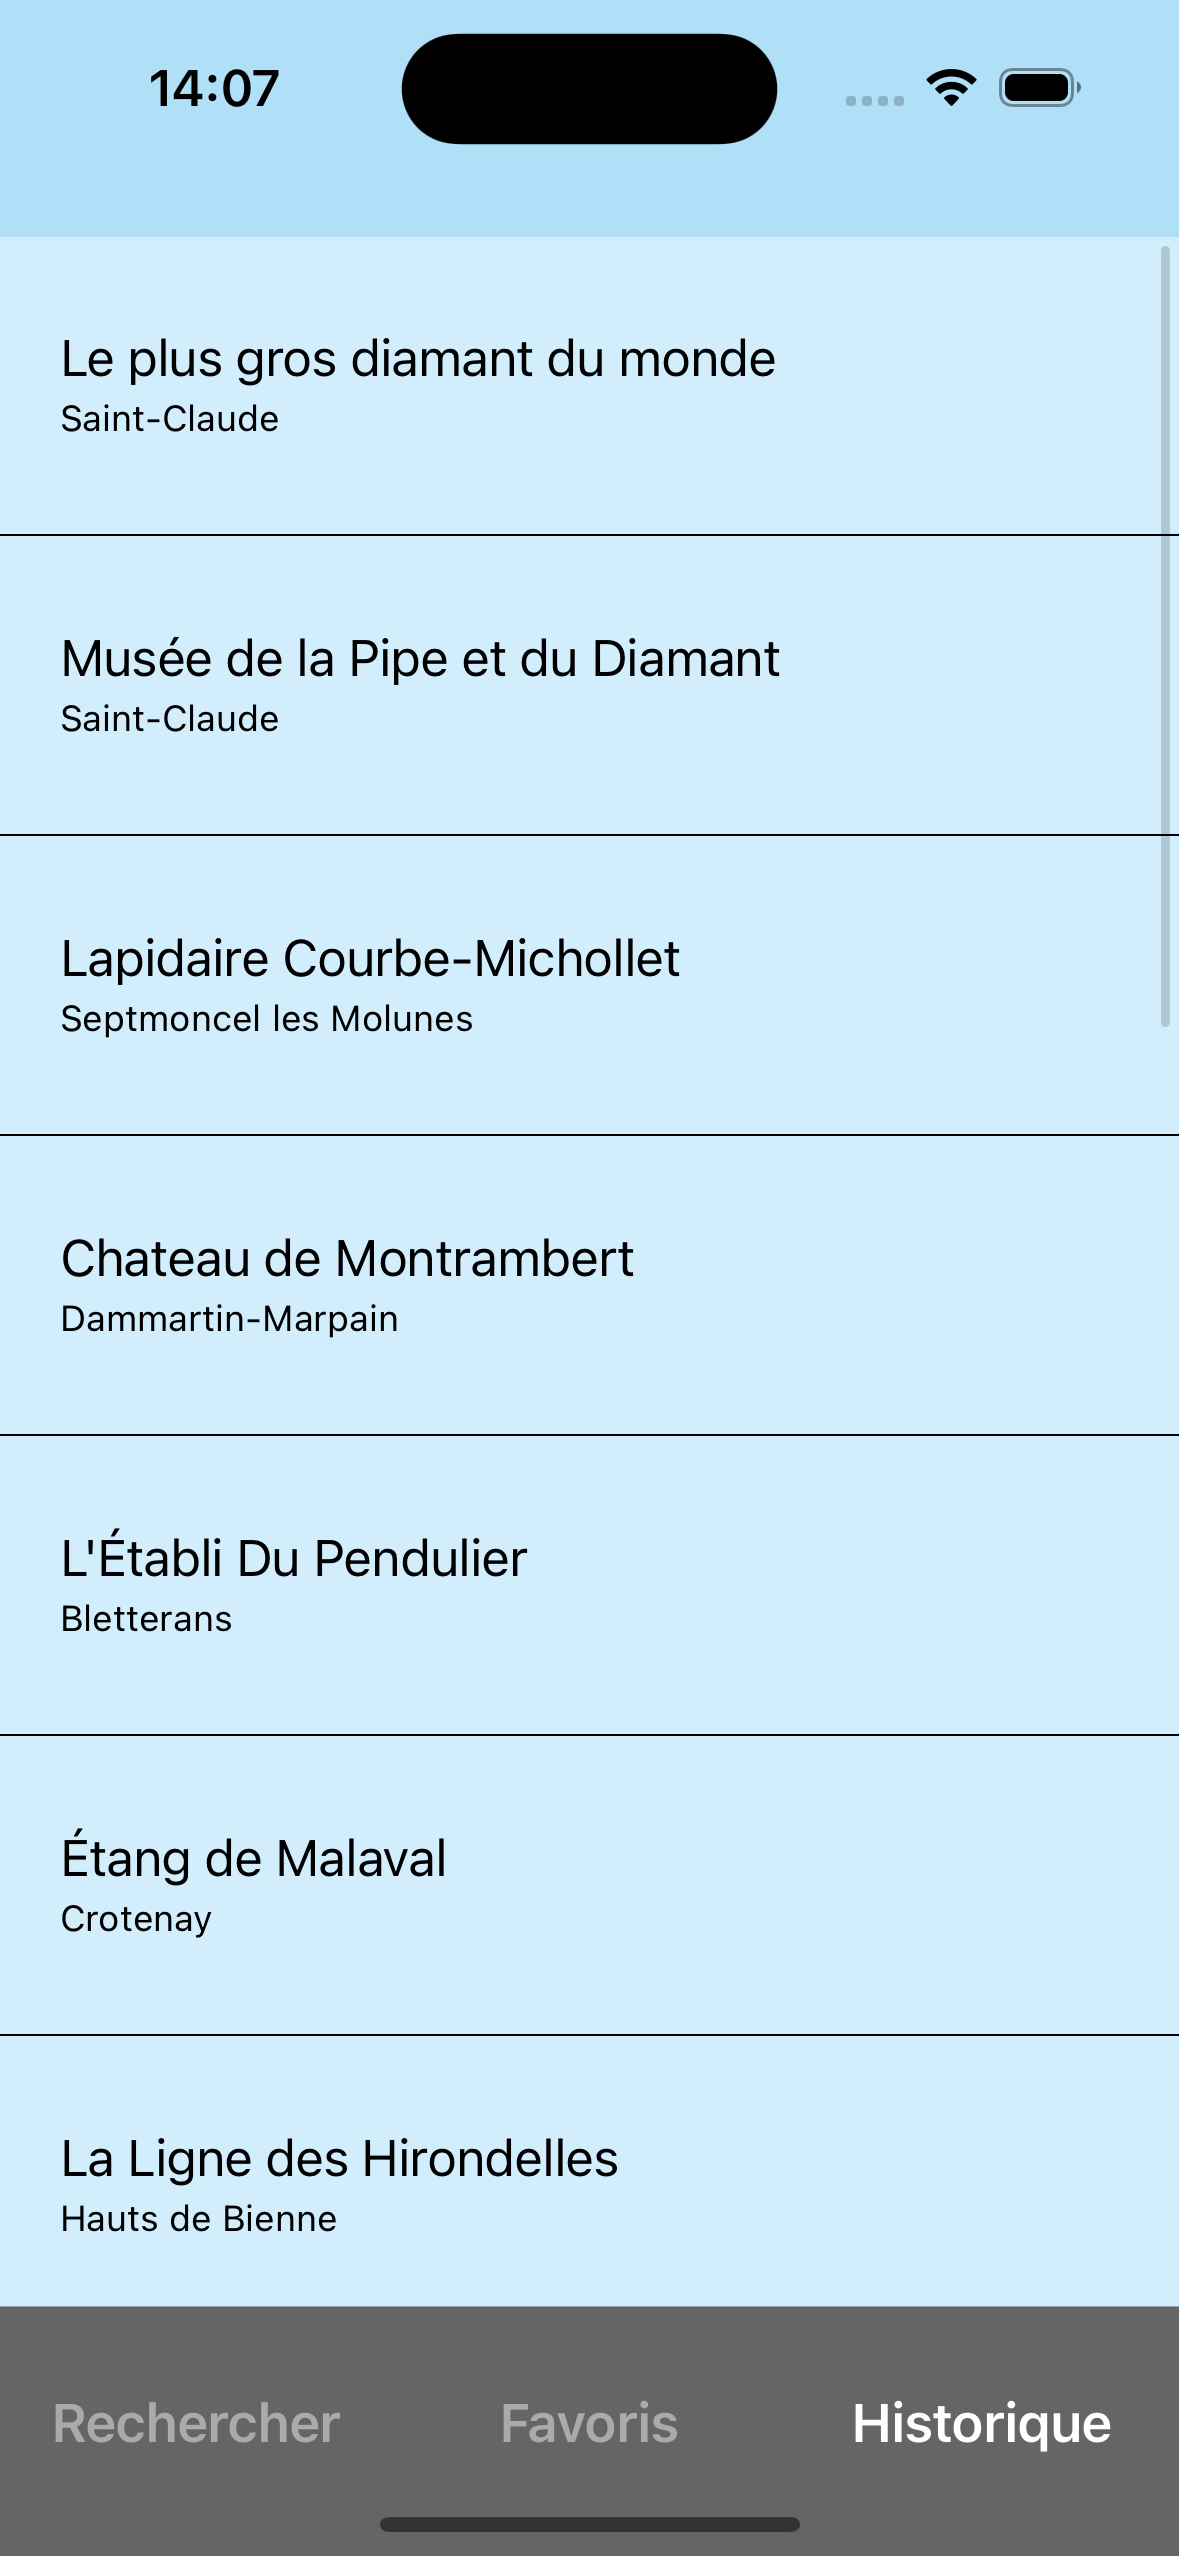 14:07
Le plus gros diamant du monde
Saint-Claude
Musée de la Pipe et du Diamant
Saint-Claude
Lapidaire Courbe-Michollet
Septmoncel les Molunes
Chateau de Montrambert
Dammartin-Marpain
L'Établi Du Pendulier
Bletterans
Étang de Malaval
Crotenay
La Ligne des Hirondelles
Hauts de Bienne
Rechercher Favoris Historique